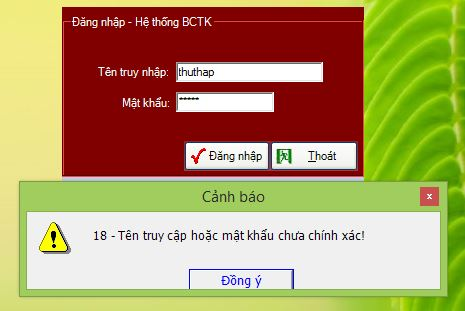 Đăng nhập - Hệ thống BCTK
Tên truy nhập: thuthap
Mật khẩu: *****
Đăng nhập Thoát
Cảnh báo
x
18 - Tên truy cập hoặc mật khẩu chưa chính xác!
Đồng ý